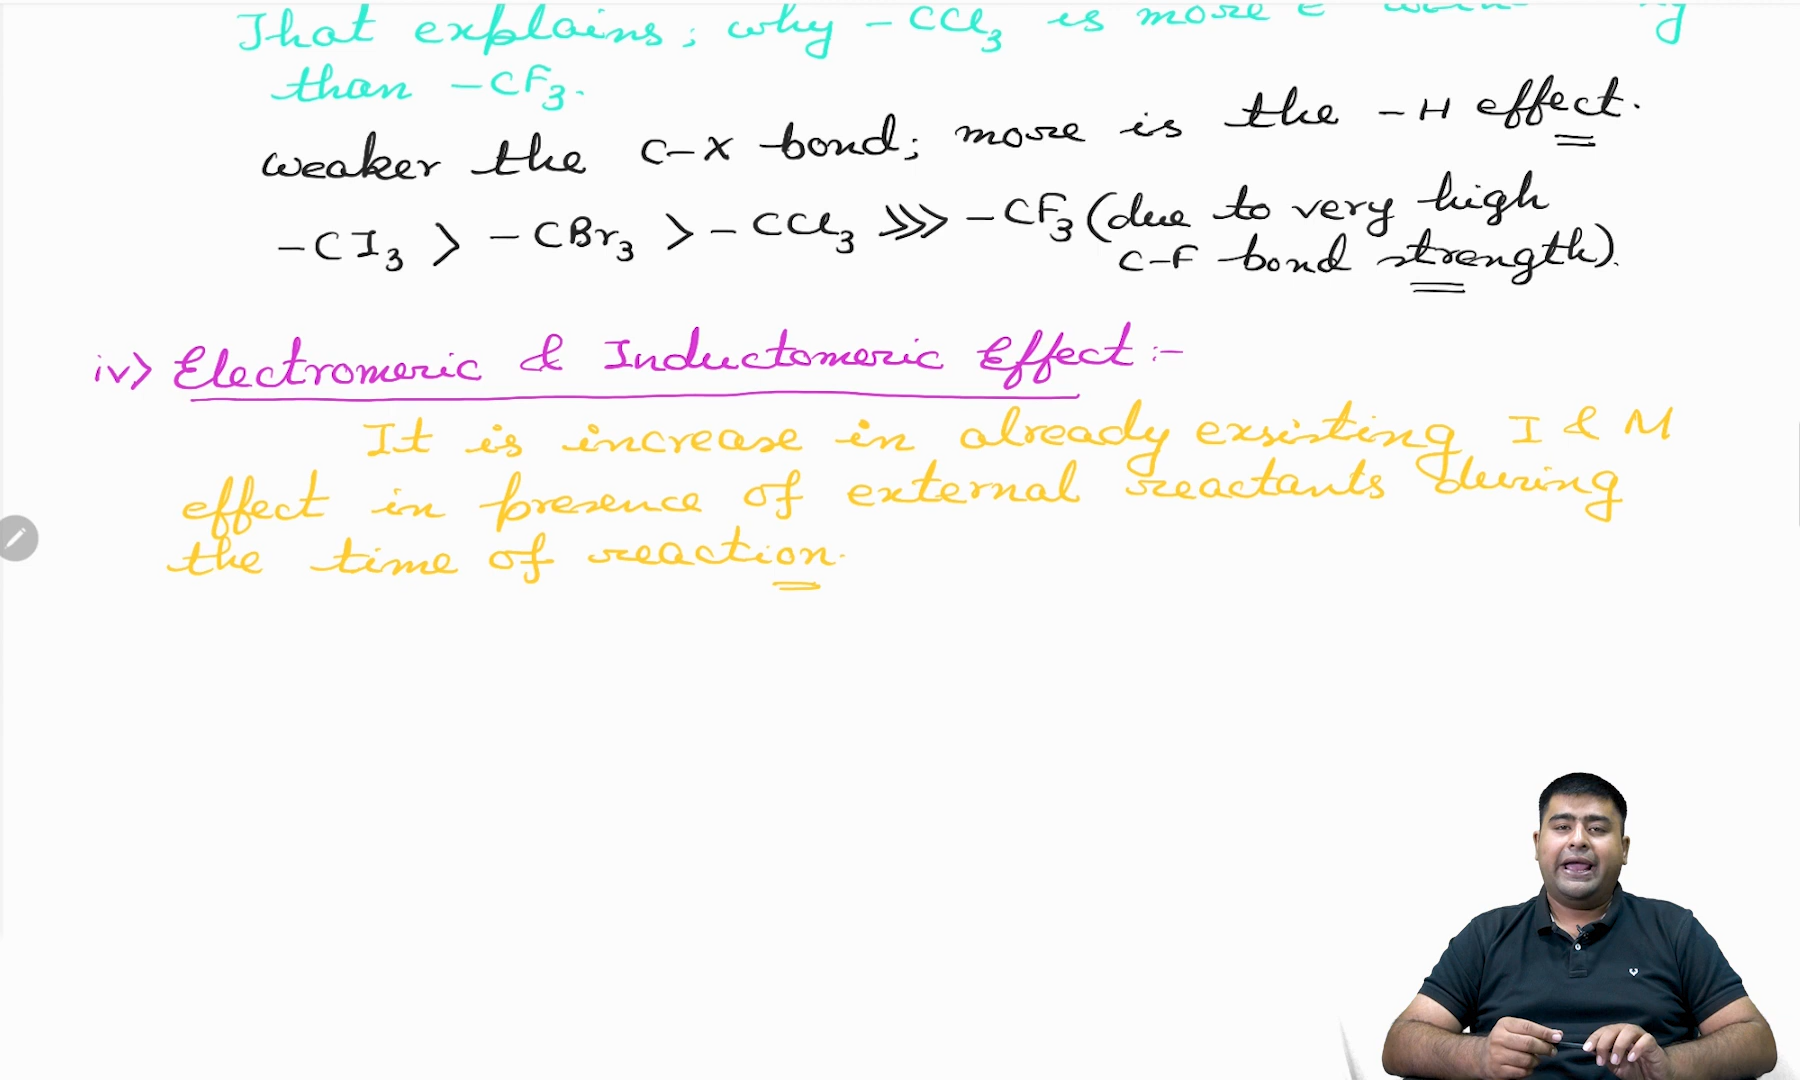 That explains; why -CCl3 is more e
than -CF3.
weaker the C-X bond; more is the -H effect.
-CI3 > -CBr3 > -CCl3 >>> -CF3 (due to very high
C-F bond strength).
iv) Electromeric & Inductomeric Effect :-
It is increase in already exsisting I & M
effect in presence of external reactants during
the time of reaction.